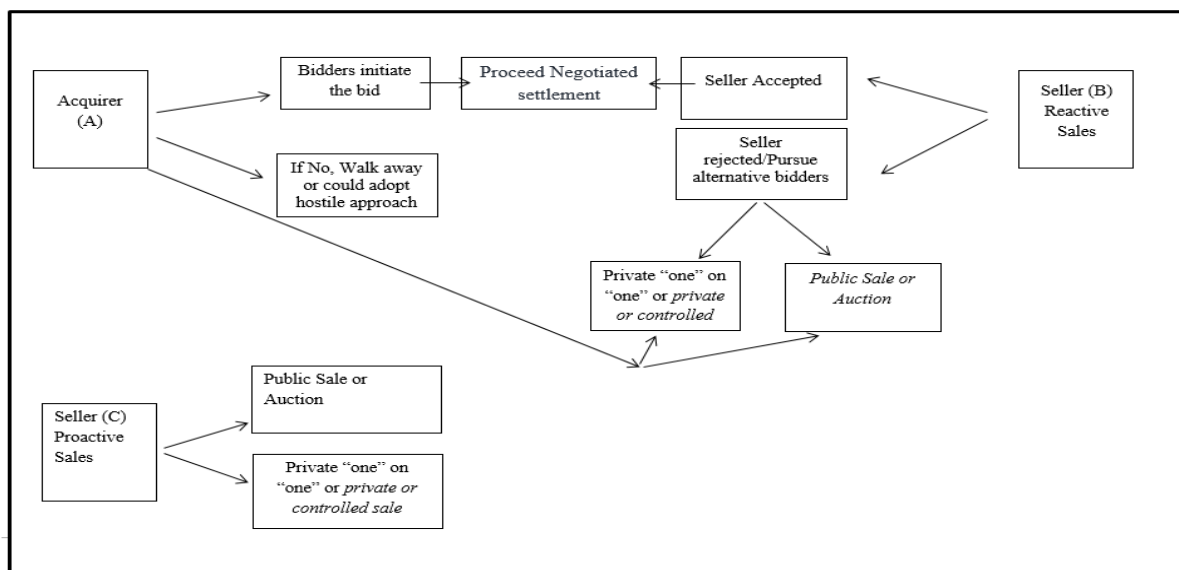 Acquirer
(A)
Bidders initiate
the bid
Proceed Negotiated
settlement
Seller Accepted
Seller (B)
Reactive
Sales
If No, Walk away
or could adopt
hostile approach
Seller
rejected/Pursue
alternative bidders
Private “one” on
“one” or private
or controlled
Public Sale or
Auction
Seller (C)
Proactive
Sales
Public Sale or
Auction
Private “one” on
“one” or private or
controlled sale